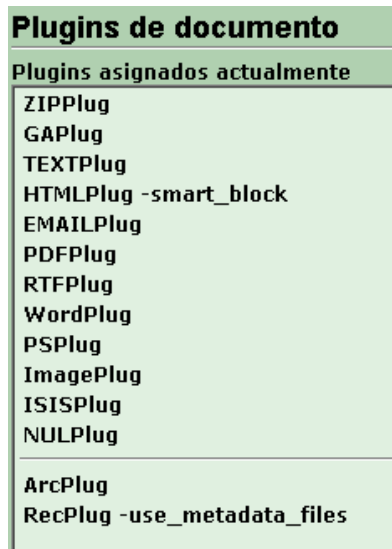 Plugins de documento
Plugins asignados actualmente
ZIPPlug
GAPlug
TEXTPlug
HTMLPlug -smart_block
EMAILPlug
PDFPlug
RTFPlug
WordPlug
PSPlug
ImagePlug
ISISPlug
NULPlug
ArcPlug
RecPlug -use_metadata_files